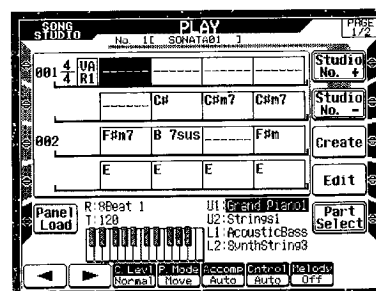 SONG STUDIO PLAY PAGE 1/2
No. 1[ SONATA01 ]
001 4/4 VA R1 ----- ----- ----- -----
Studio No. +
----- C# C#m7 C#m7
Studio No. -
002 F#m7 B 7sus ----- F#m
Create
E E E E
Edit
Panel Load
R:8Beat 1 U1:Grand Piano1
T:120 U2:Strings1
L1:AcousticBass
L2:SynthString3
Part Select
C.Levl P.Mode Accomp Cntrol Melody
Normal Move Auto Auto Off